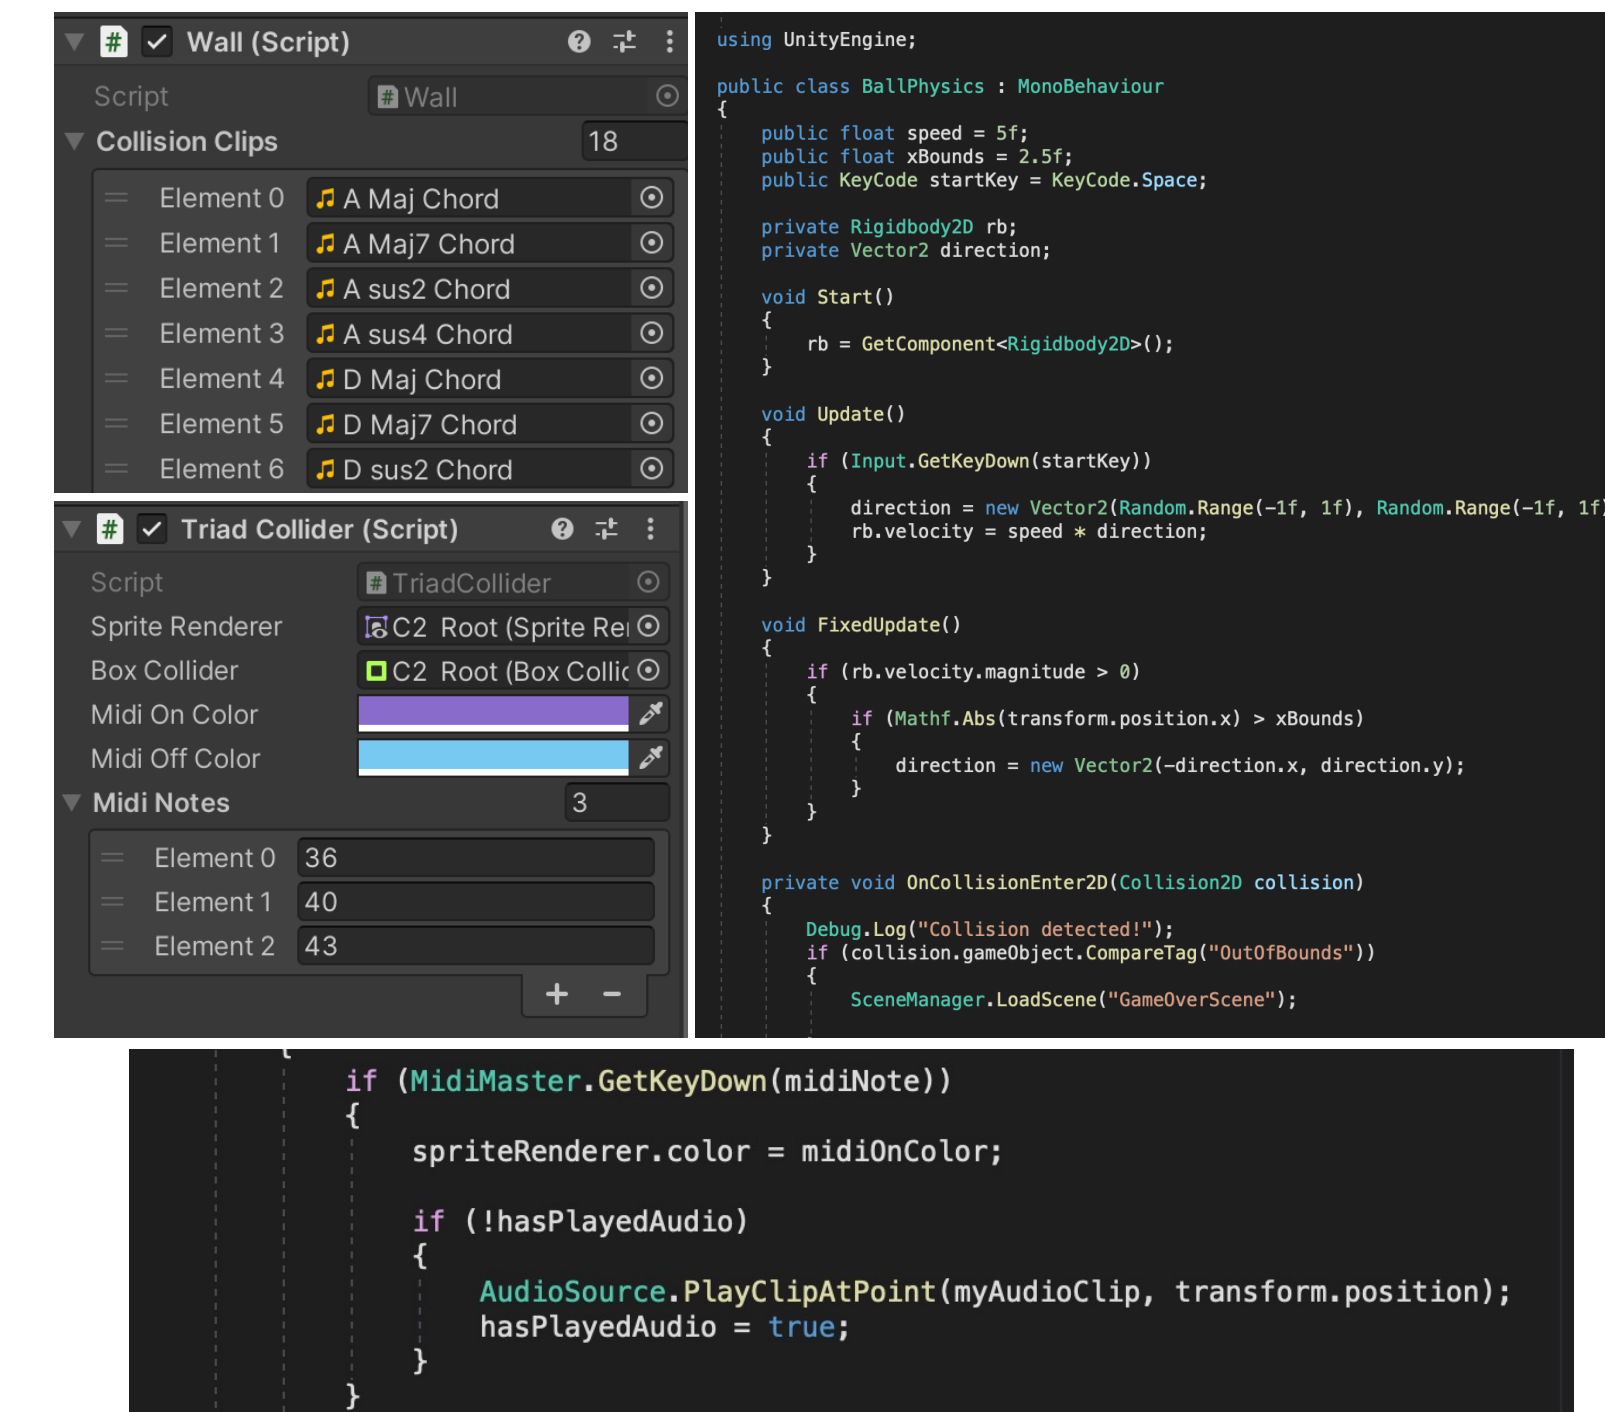 Wall (Script)
Script
Wall
Collision Clips
18
Element 0
A Maj Chord
Element 1
A Maj7 Chord
Element 2
A sus2 Chord
Element 3
A sus4 Chord
Element 4
D Maj Chord
Element 5
D Maj7 Chord
Element 6
D sus2 Chord
Triad Collider (Script)
Script
TriadCollider
Sprite Renderer
C2 Root (Sprite Re
Box Collider
C2 Root (Box Collic
Midi On Color
Midi Off Color
Midi Notes
3
Element 0
36
Element 1
40
Element 2
43
using UnityEngine;
public class BallPhysics : MonoBehaviour
{
public float speed = 5f;
public float xBounds = 2.5f;
public KeyCode startKey = KeyCode.Space;
private Rigidbody2D rb;
private Vector2 direction;
void Start()
{
rb = GetComponent<Rigidbody2D>();
}
void Update()
{
if (Input.GetKeyDown(startKey))
{
direction = new Vector2(Random.Range(-1f, 1f), Random.Range(-1f, 1f)
rb.velocity = speed * direction;
}
}
void FixedUpdate()
{
if (rb.velocity.magnitude > 0)
{
if (Mathf.Abs(transform.position.x) > xBounds)
{
direction = new Vector2(-direction.x, direction.y);
}
}
}
private void OnCollisionEnter2D(Collision2D collision)
{
Debug.Log("Collision detected!");
if (collision.gameObject.CompareTag("OutOfBounds"))
{
SceneManager.LoadScene("GameOverScene");
if (MidiMaster.GetKeyDown(midiNote))
{
spriteRenderer.color = midiOnColor;
if (!hasPlayedAudio)
{
AudioSource.PlayClipAtPoint(myAudioClip, transform.position);
hasPlayedAudio = true;
}
}